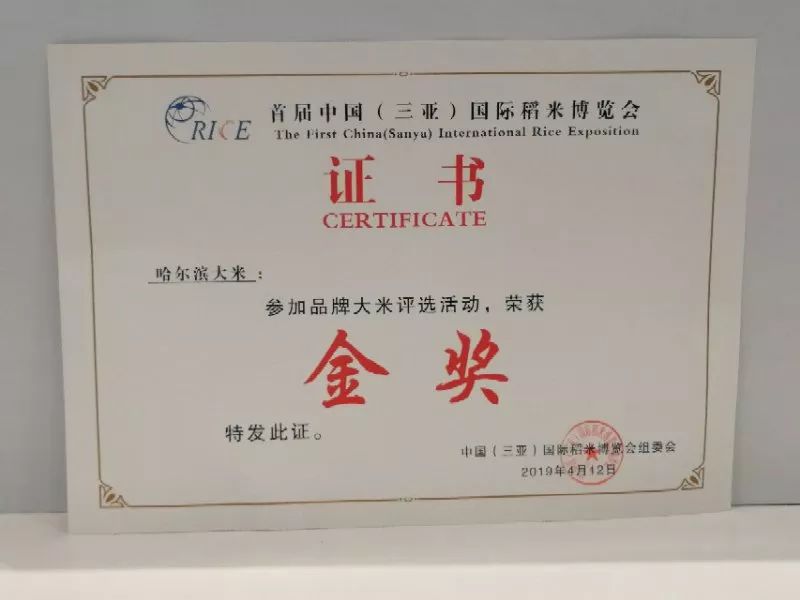 RICE
首届中国（三亚）国际稻米博览会
The First China(Sanya) International Rice Exposition
证 书
CERTIFICATE
哈尔滨大米：
参加品牌大米评选活动，荣获
金 奖
特发此证。
中国（三亚）国际稻米博览会组委会
2019年4月12日